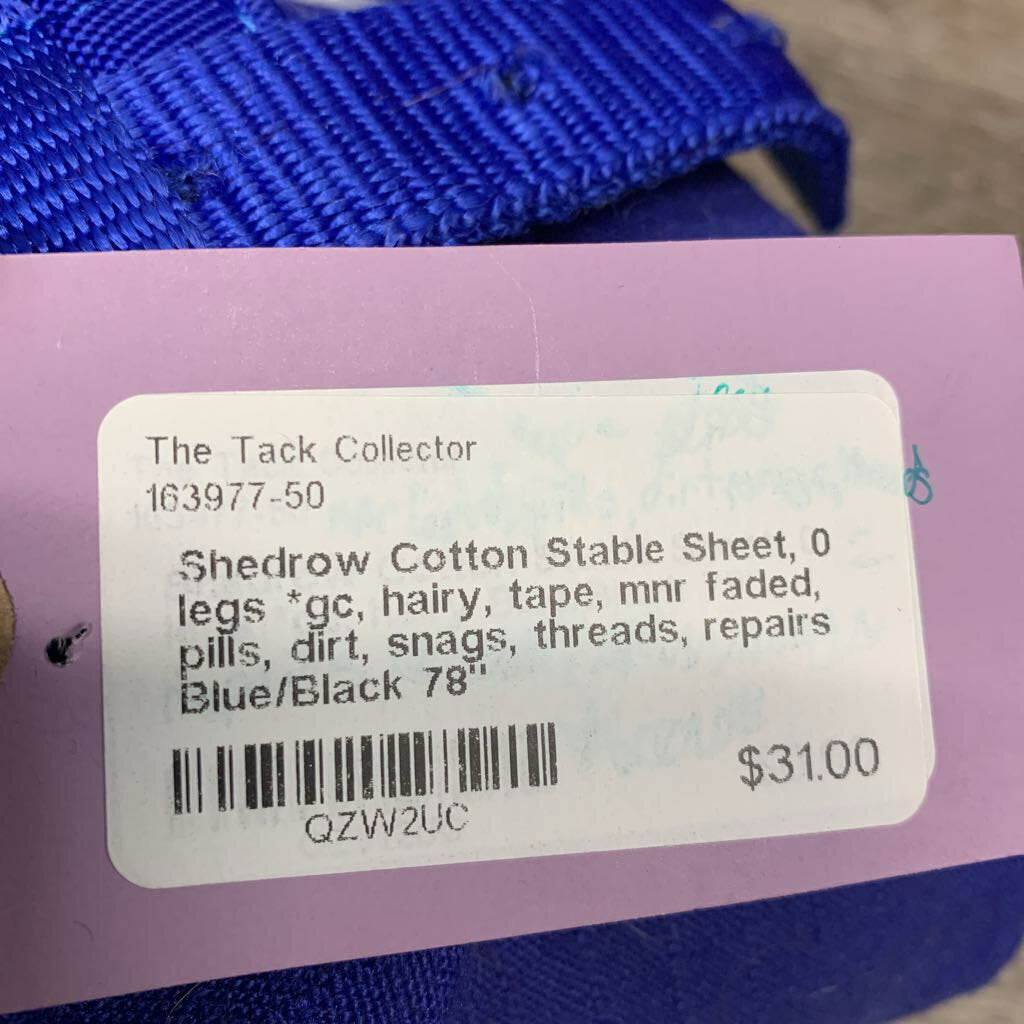 The Tack Collector
163977-50
Shedrow Cotton Stable Sheet, 0
legs *gc, hairy, tape, mnr faded,
pills, dirt, snags, threads, repairs
Blue/Black 78"
$31.00
QZW2UC